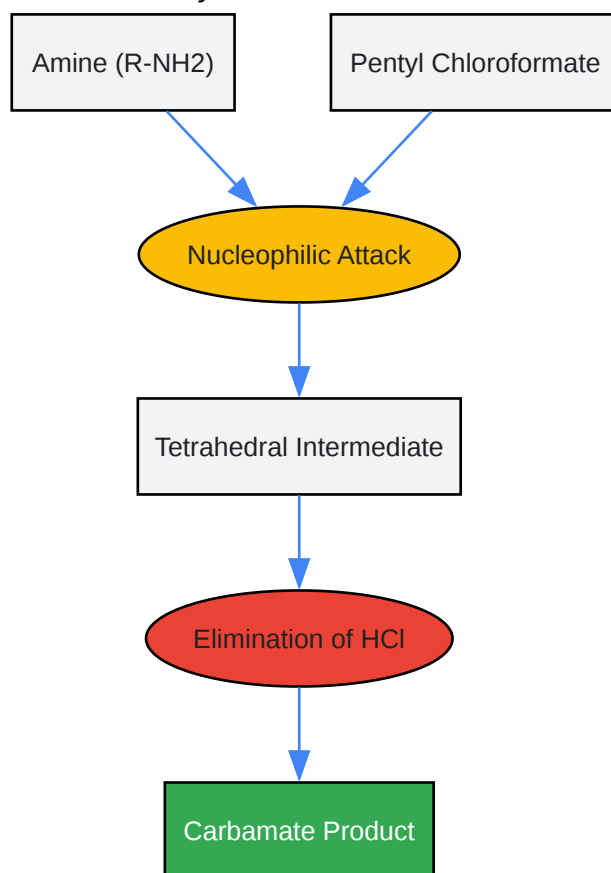 Amine (R-NH2)
Pentyl Chloroformate
Nucleophilic Attack
Tetrahedral Intermediate
Elimination of HCl
Carbamate Product